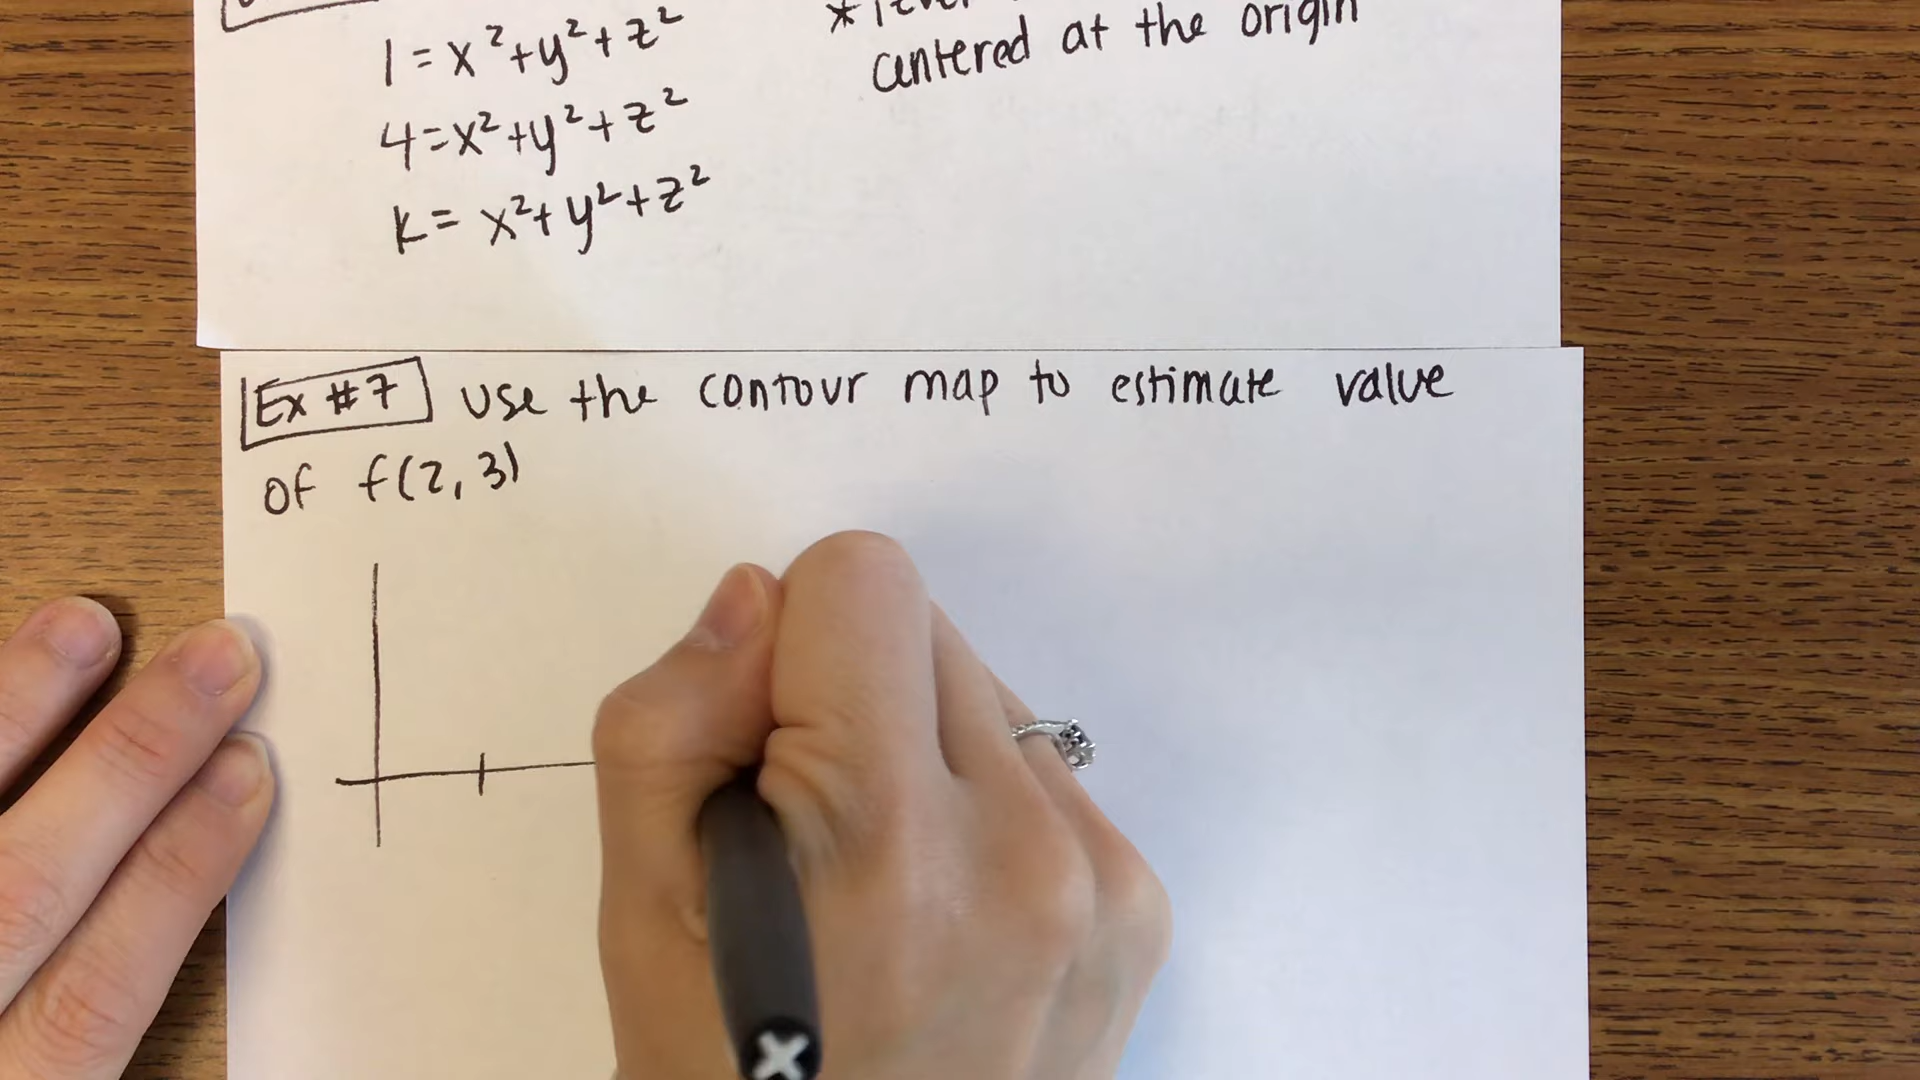 1 = x² + y² + z²
4 = x² + y² + z²
k = x² + y² + z²
*
centered at the origin
Ex #7 Use the contour map to estimate value
of f(2, 3)